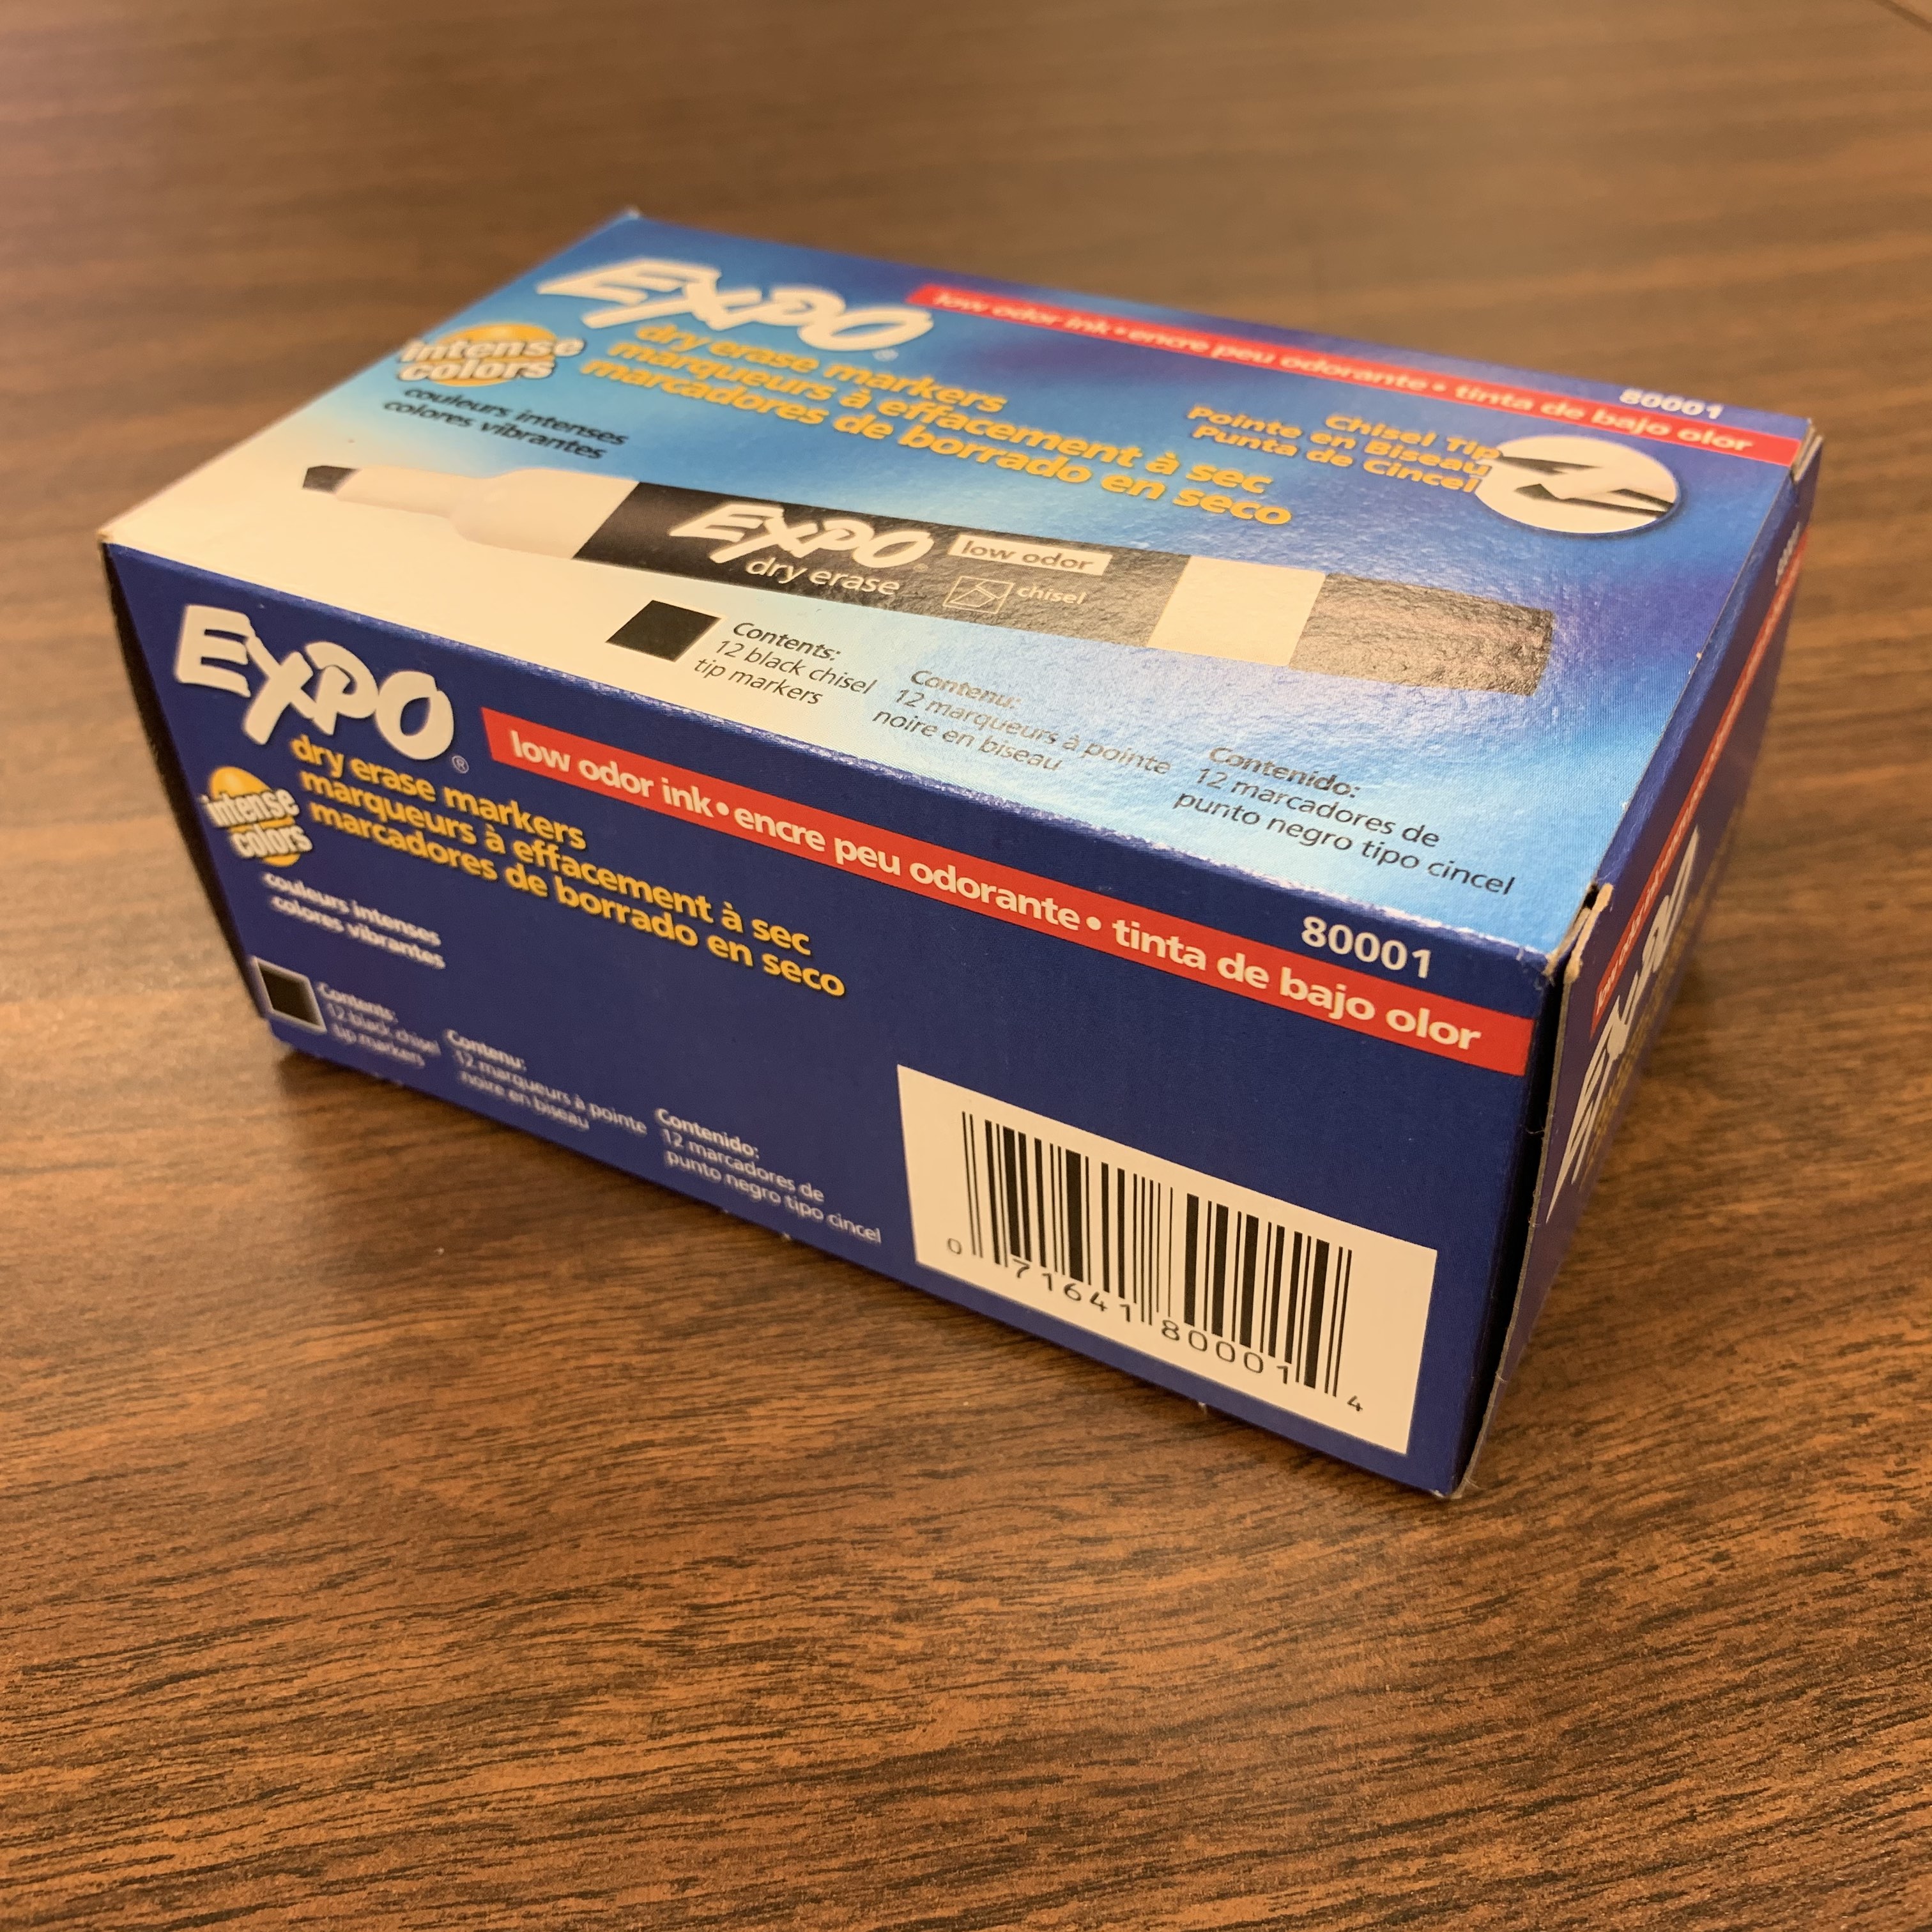 EXPO®
low odor ink • encre peu odorante • tinta de bajo olor
80001
dry erase markers
marqueurs à effacement à sec
marcadores de borrado en seco
intense
colors
couleurs intenses
colores vibrantes
Chisel Tip
Pointe en Biseau
Punta de Cincel
EXPO®
dry erase
low odor
chisel
Contents:
12 black chisel
tip markers
Contenu:
12 marqueurs à pointe
noire en biseau
Contenido:
12 marcadores de
punto negro tipo cincel
EXPO®
low odor ink • encre peu odorante • tinta de bajo olor
80001
dry erase markers
marqueurs à effacement à sec
marcadores de borrado en seco
intense
colors
couleurs intenses
colores vibrantes
Contents:
12 black chisel
tip markers
Contenu:
12 marqueurs à pointe
noire en biseau
Contenido:
12 marcadores de
punto negro tipo cincel
0 71641 80001 4
EXPO